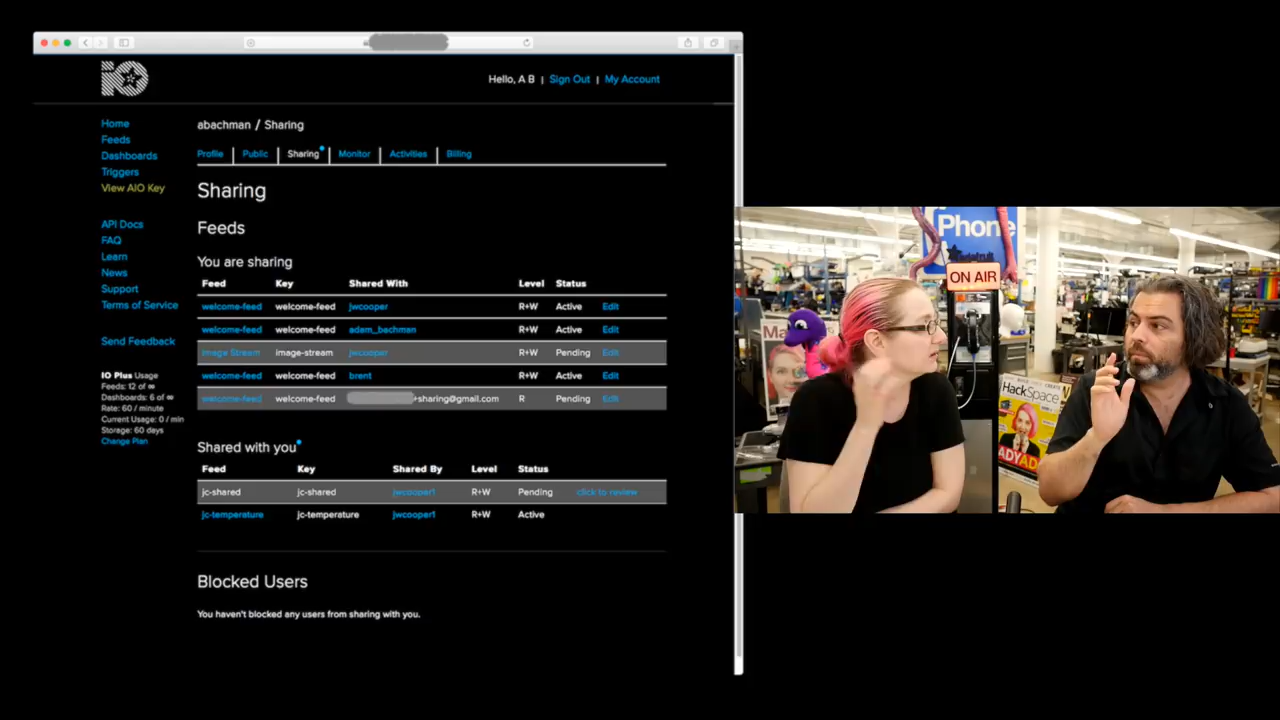 IO
Hello, A B | Sign Out | My Account
Home
Feeds
Dashboards
Triggers
View AIO Key
API Docs
FAQ
Learn
News
Support
Terms of Service
Send Feedback
IO Plus Usage
Feeds: 12 of ∞
Dashboards: 6 of ∞
Rate: 60 / minute
Current Usage: 0 / min
Storage: 60 days
Change Plan
abachman / Sharing
Profile | Public | Sharing | Monitor | Activities | Billing
Sharing
Feeds
You are sharing
Feed Key Shared With Level Status
welcome-feed welcome-feed jwcooper R+W Active Edit
welcome-feed welcome-feed adam_bachman R+W Active Edit
Image Stream image-stream jwcooper R+W Pending Edit
welcome-feed welcome-feed brent R+W Active Edit
welcome-feed welcome-feed +sharing@gmail.com R Pending Edit
Shared with you
Feed Key Shared By Level Status
jc-shared jc-shared jwcooper1 R+W Pending click to review
jc-temperature jc-temperature jwcooper1 R+W Active
Blocked Users
You haven't blocked any users from sharing with you.
Phone
ON AIR
Ma
HackSpace
ADYAD